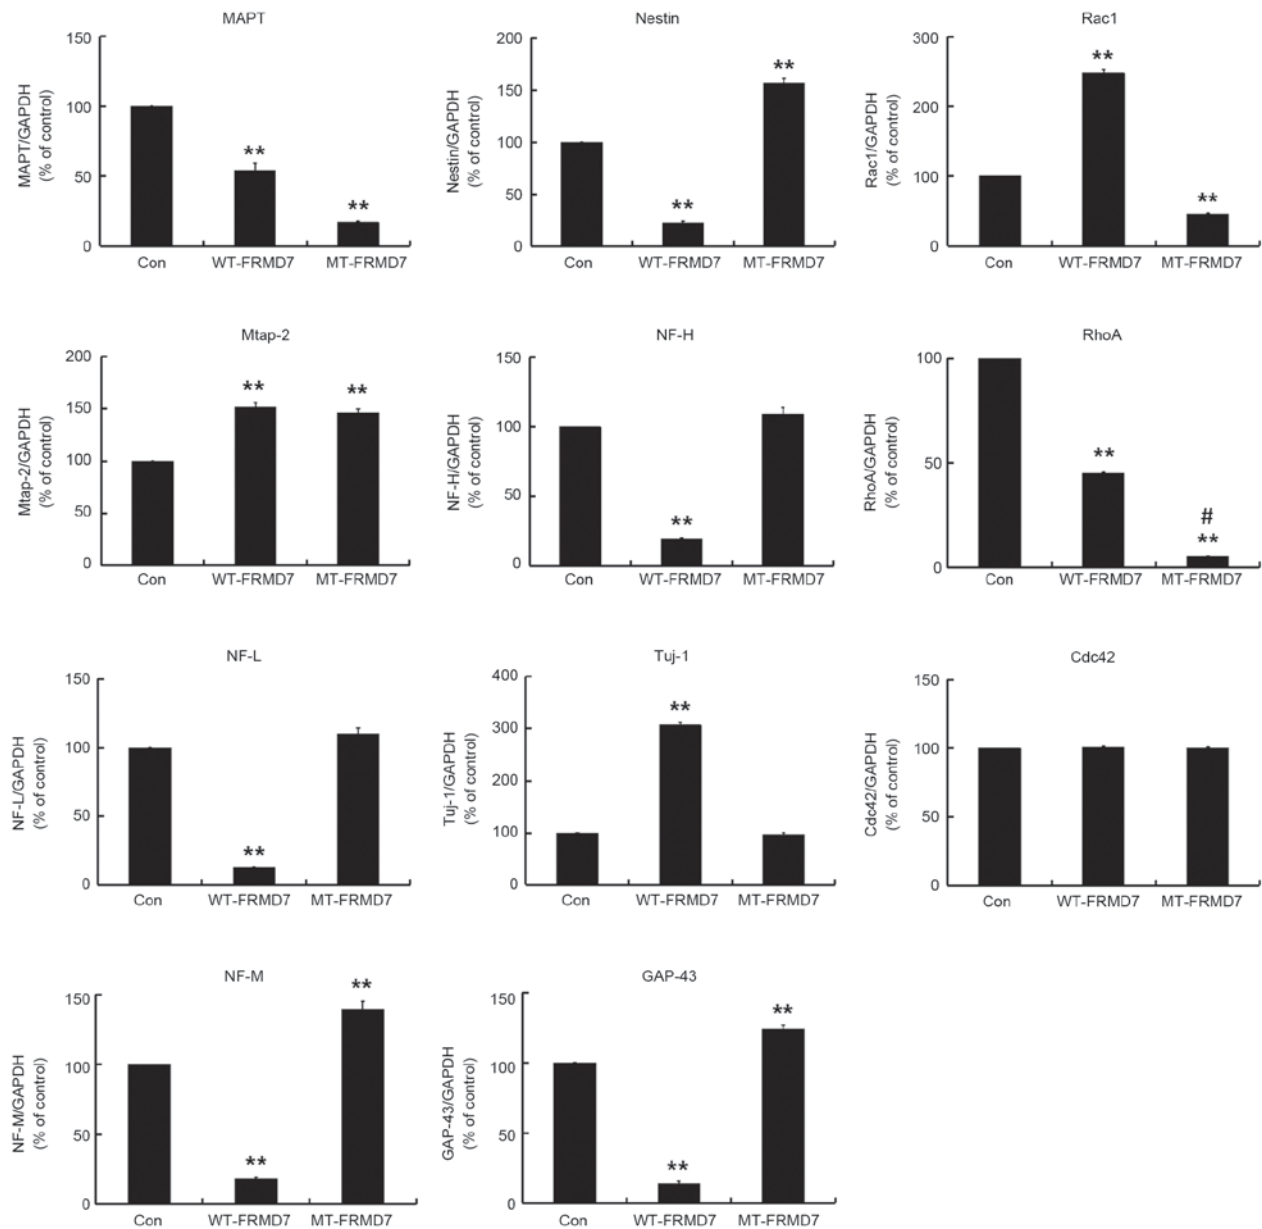 MAPT
MAPT/GAPDH
(% of control)
150
100
50
0
**
**
Con WT-FRMD7 MT-FRMD7
Nestin
Nestin/GAPDH
(% of control)
200
150
100
50
0
**
**
Con WT-FRMD7 MT-FRMD7
Rac1
Rac1/GAPDH
(% of control)
300
200
100
0
**
**
Con WT-FRMD7 MT-FRMD7
Mtap-2
Mtap-2/GAPDH
(% of control)
200
150
100
50
0
** **
Con WT-FRMD7 MT-FRMD7
NF-H
NF-H/GAPDH
(% of control)
150
100
50
0
**
Con WT-FRMD7 MT-FRMD7
RhoA
RhoA/GAPDH
(% of control)
100
50
0
**
#
**
Con WT-FRMD7 MT-FRMD7
NF-L
NF-L/GAPDH
(% of control)
150
100
50
0
**
Con WT-FRMD7 MT-FRMD7
Tuj-1
Tuj-1/GAPDH
(% of control)
400
300
200
100
0
**
Con WT-FRMD7 MT-FRMD7
Cdc42
Cdc42/GAPDH
(% of control)
150
100
50
0
Con WT-FRMD7 MT-FRMD7
NF-M
NF-M/GAPDH
(% of control)
150
100
50
0
**
**
Con WT-FRMD7 MT-FRMD7
GAP-43
GAP-43/GAPDH
(% of control)
150
100
50
0
**
**
Con WT-FRMD7 MT-FRMD7